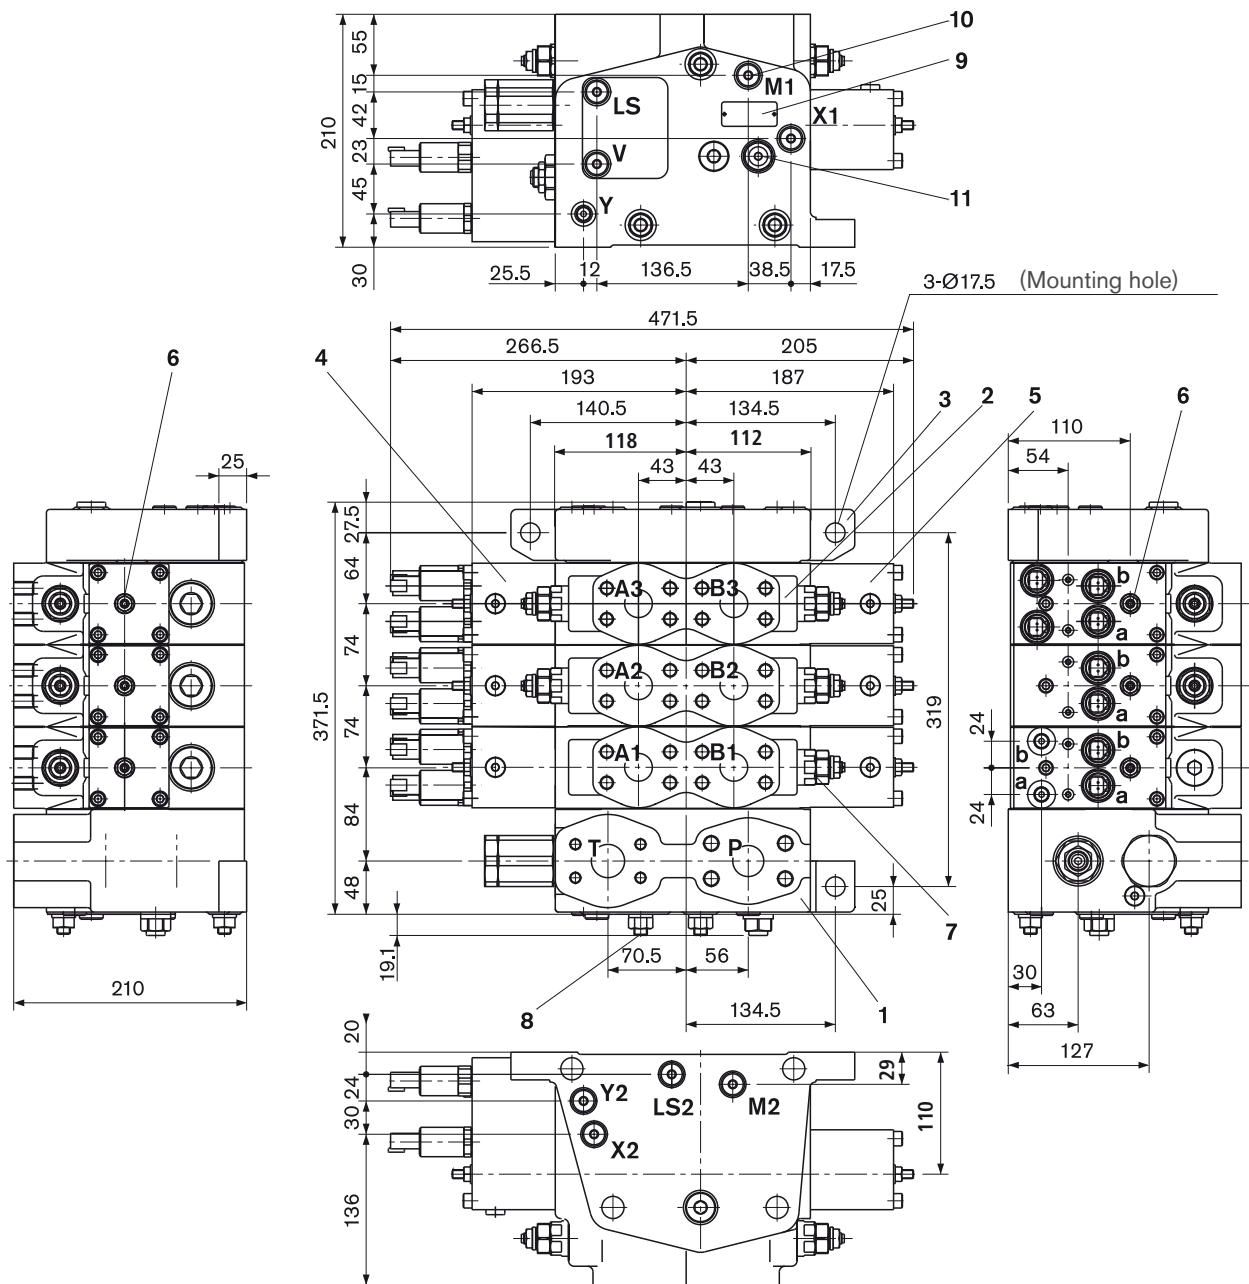 10
9
11
55
15
42
23
45
30
210
LS
V
Y
M1
X1
25.5
12
136.5
38.5
17.5
3-Ø17.5 (Mounting hole)
471.5
266.5
205
193
187
140.5
134.5
118
112
43
43
4
3
2
5
6
25
210
27.5
64
74
74
84
48
371.5
19.1
A3
B3
A2
B2
A1
B1
T
P
319
25
7
70.5
56
134.5
8
1
6
110
54
b
a
b
a
b
a
b
a
24
24
30
63
127
20
24
30
136
Y2
X2
LS2
M2
29
110